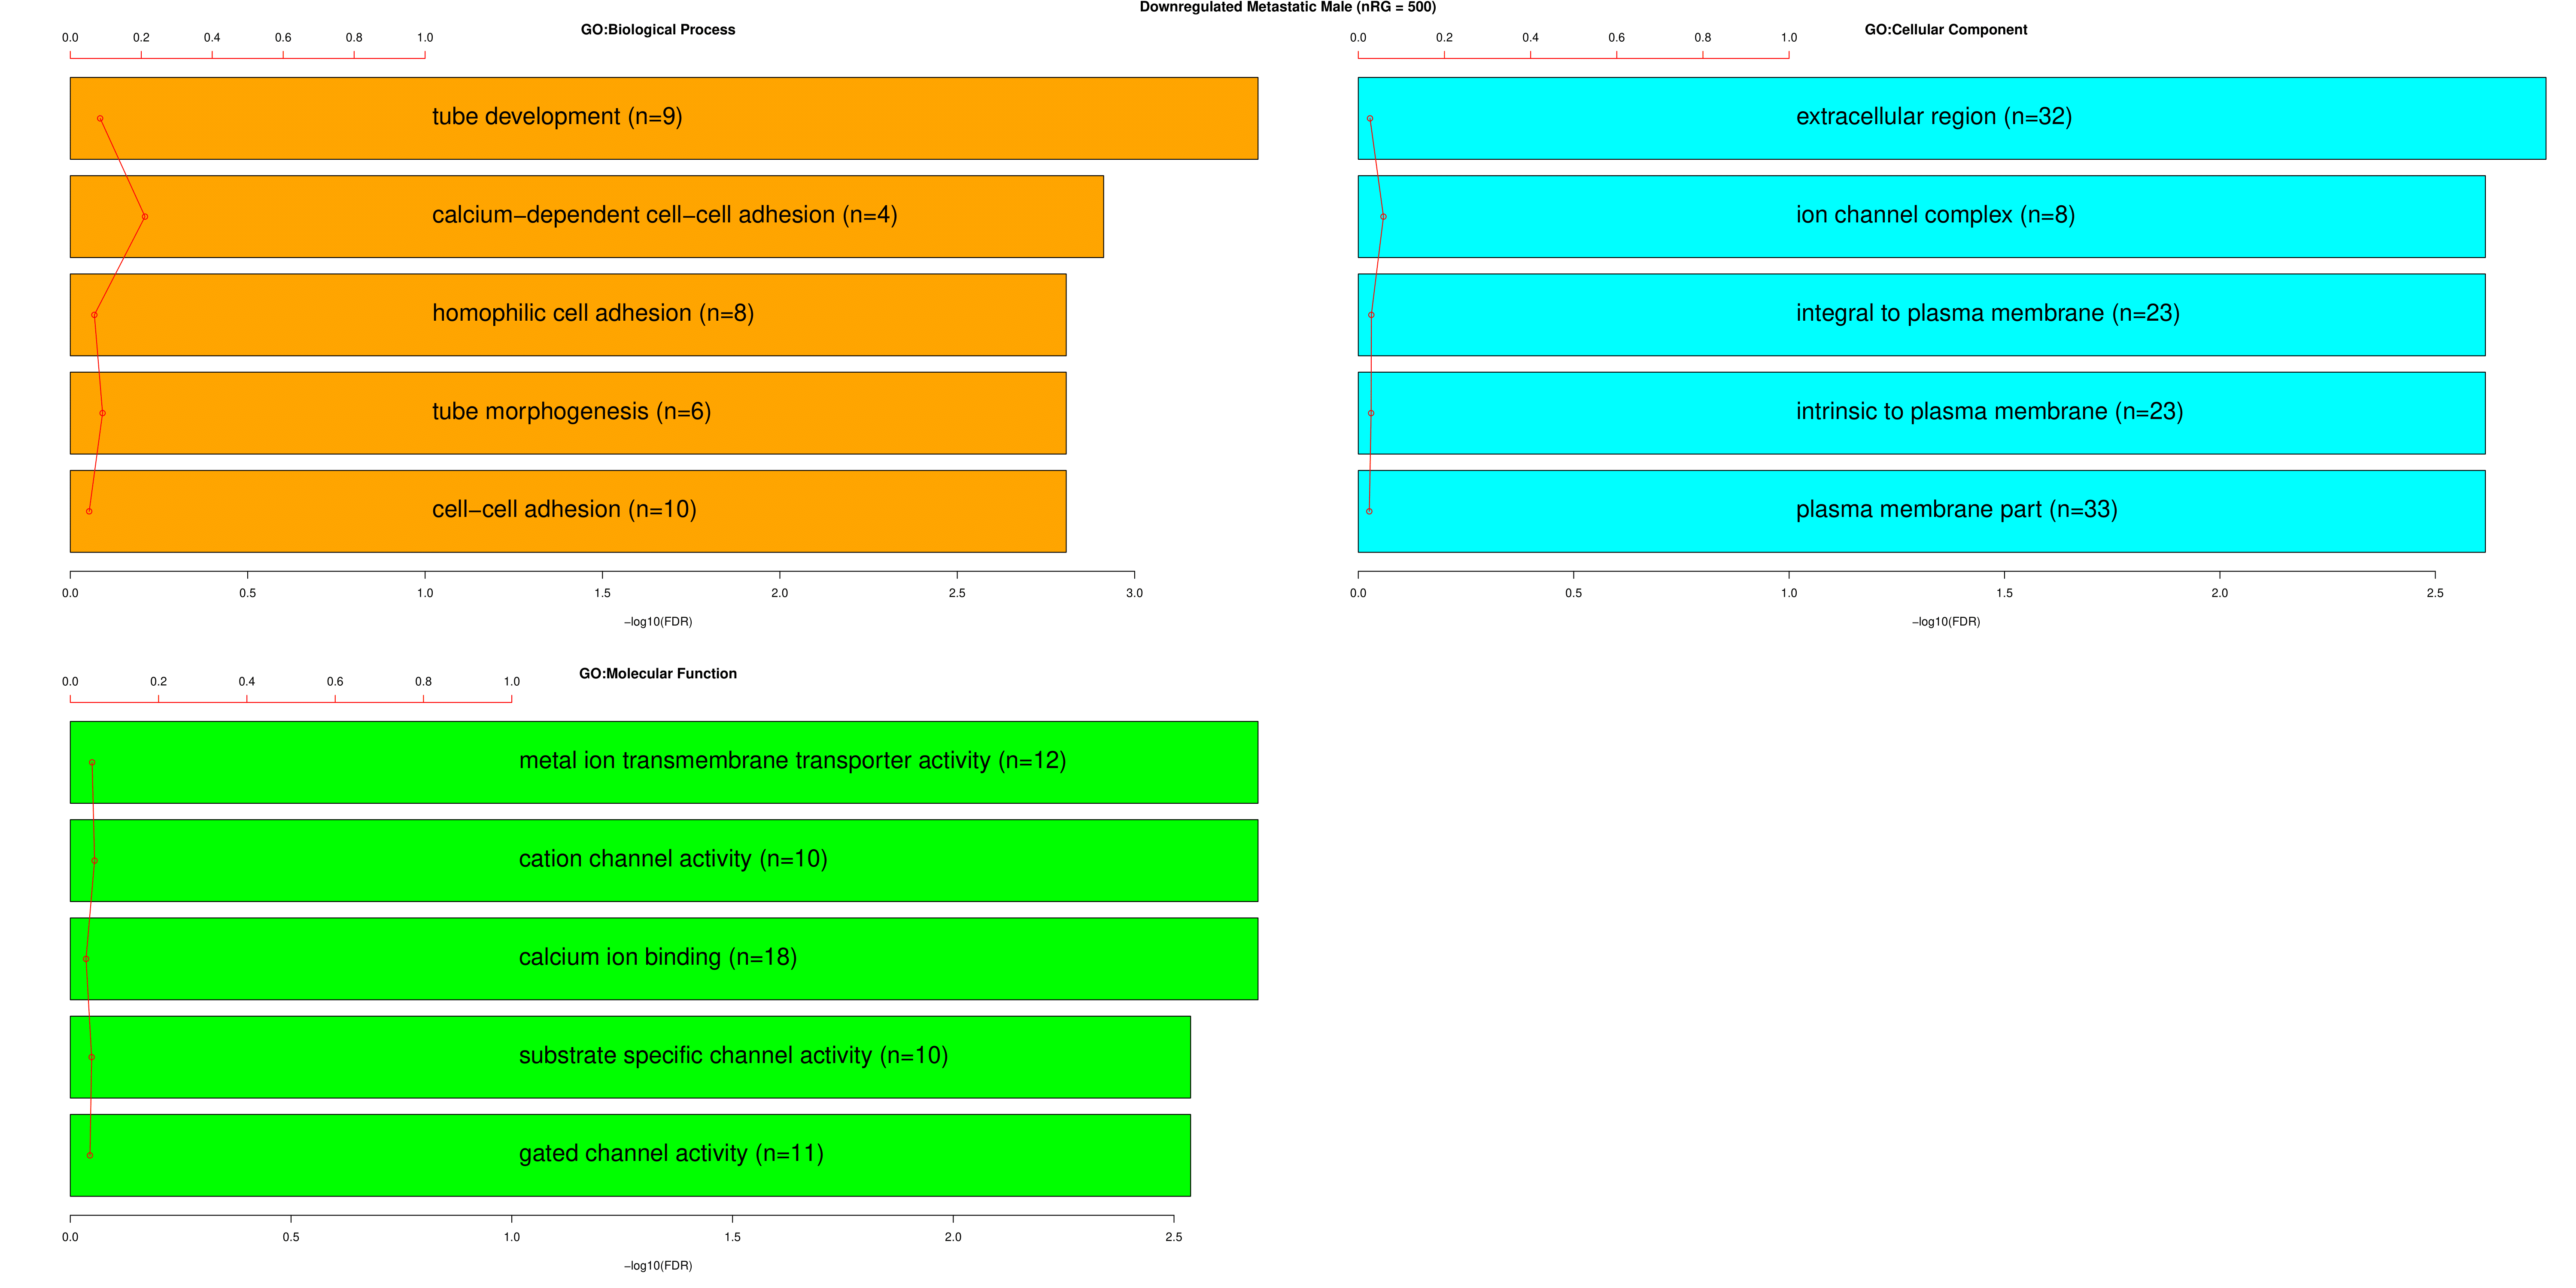 Downregulated Metastatic Male (nRG = 500)
GO:Biological Process
0.0 0.2 0.4 0.6 0.8 1.0
tube development (n=9)
calcium−dependent cell−cell adhesion (n=4)
homophilic cell adhesion (n=8)
tube morphogenesis (n=6)
cell−cell adhesion (n=10)
0.0 0.5 1.0 1.5 2.0 2.5 3.0
−log10(FDR)
GO:Cellular Component
0.0 0.2 0.4 0.6 0.8 1.0
extracellular region (n=32)
ion channel complex (n=8)
integral to plasma membrane (n=23)
intrinsic to plasma membrane (n=23)
plasma membrane part (n=33)
0.0 0.5 1.0 1.5 2.0 2.5
−log10(FDR)
GO:Molecular Function
0.0 0.2 0.4 0.6 0.8 1.0
metal ion transmembrane transporter activity (n=12)
cation channel activity (n=10)
calcium ion binding (n=18)
substrate specific channel activity (n=10)
gated channel activity (n=11)
0.0 0.5 1.0 1.5 2.0 2.5
−log10(FDR)